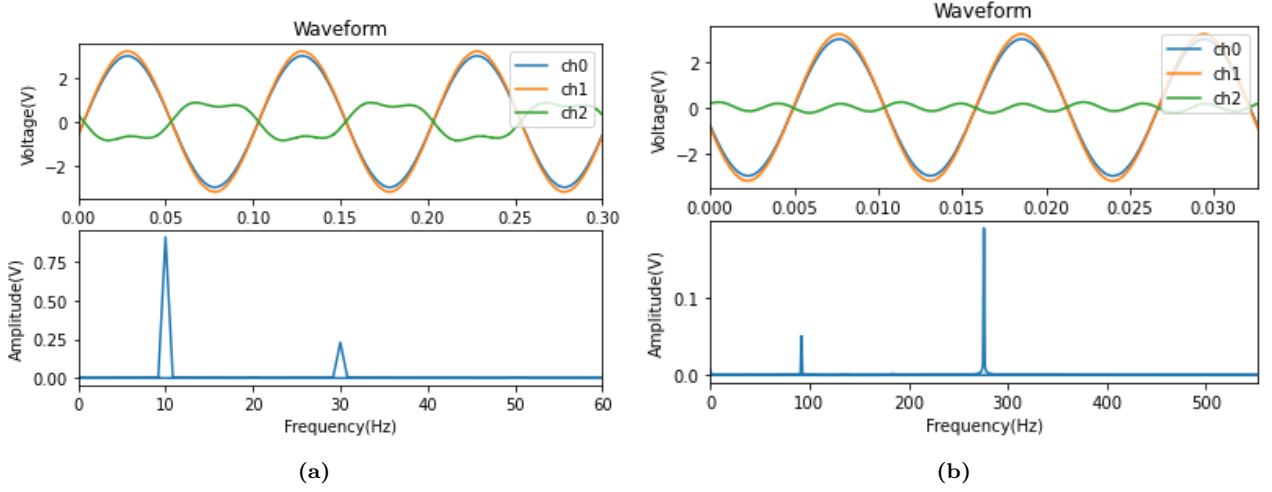 Waveform
Voltage(V)
2
0
−2
ch0
ch1
ch2
0.00 0.05 0.10 0.15 0.20 0.25 0.30
Amplitude(V)
0.75
0.50
0.25
0.00
0 10 20 30 40 50 60
Frequency(Hz)
(a)
Waveform
Voltage(V)
2
0
−2
ch0
ch1
ch2
0.000 0.005 0.010 0.015 0.020 0.025 0.030
Amplitude(V)
0.1
0.0
0 100 200 300 400 500
Frequency(Hz)
(b)